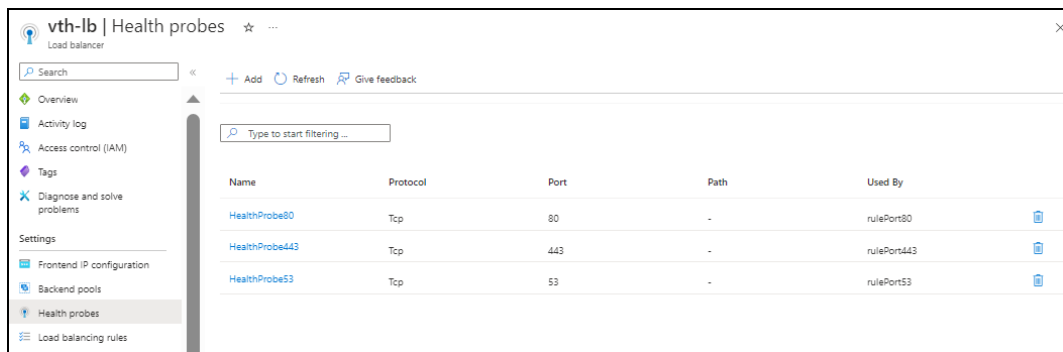 vth-lb | Health probes ☆ ...
Load balancer
Search
Overview
Activity log
Access control (IAM)
Tags
Diagnose and solve
problems
Settings
Frontend IP configuration
Backend pools
Health probes
Load balancing rules
Add Refresh Give feedback
Type to start filtering ...
Name Protocol Port Path Used By
HealthProbe80 Tcp 80 - rulePort80
HealthProbe443 Tcp 443 - rulePort443
HealthProbe53 Tcp 53 - rulePort53